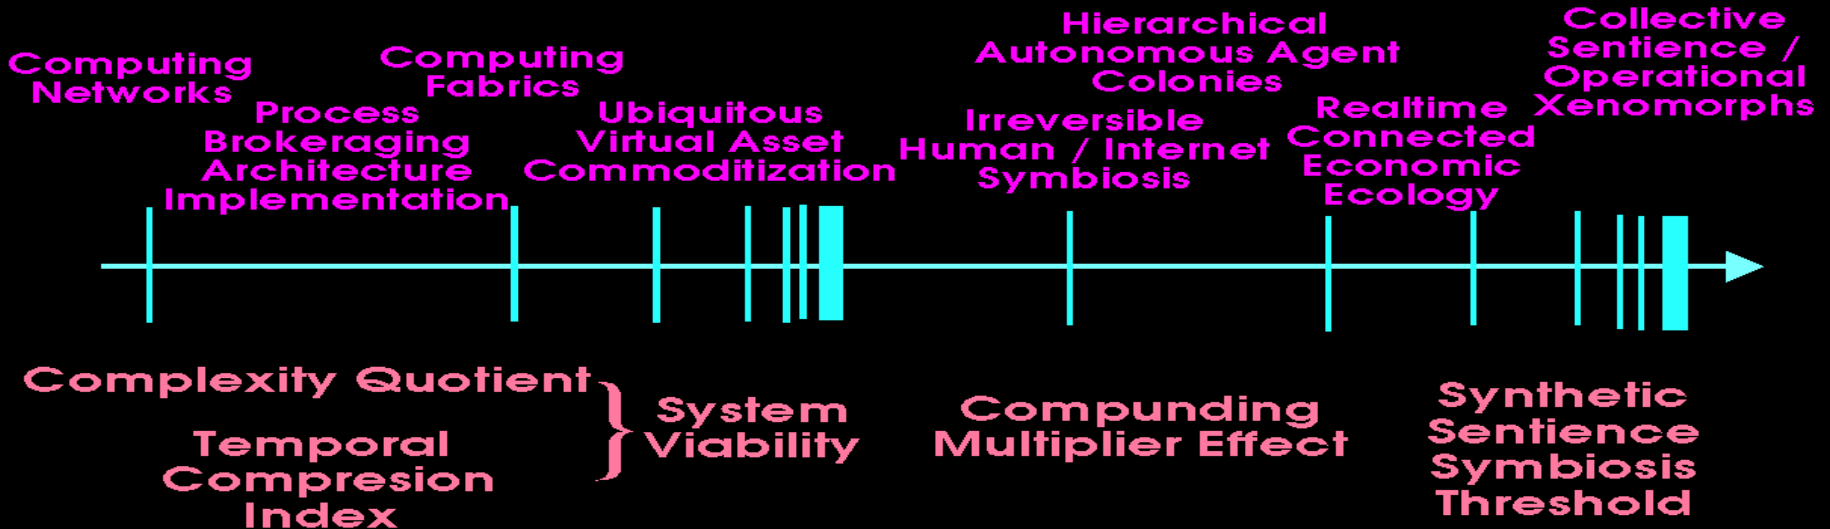 Computing
Networks
Process
Brokeraging
Architecture
Implementation
Computing
Fabrics
Ubiquitous
Virtual Asset
Commoditization
Hierarchical
Autonomous Agent
Colonies
Irreversible
Human / Internet
Symbiosis
Realtime
Connected
Economic
Ecology
Collective
Sentience /
Operational
Xenomorphs
Complexity Quotient
Temporal
Compresion
Index
System
Viability
Compunding
Multiplier Effect
Synthetic
Sentience
Symbiosis
Threshold